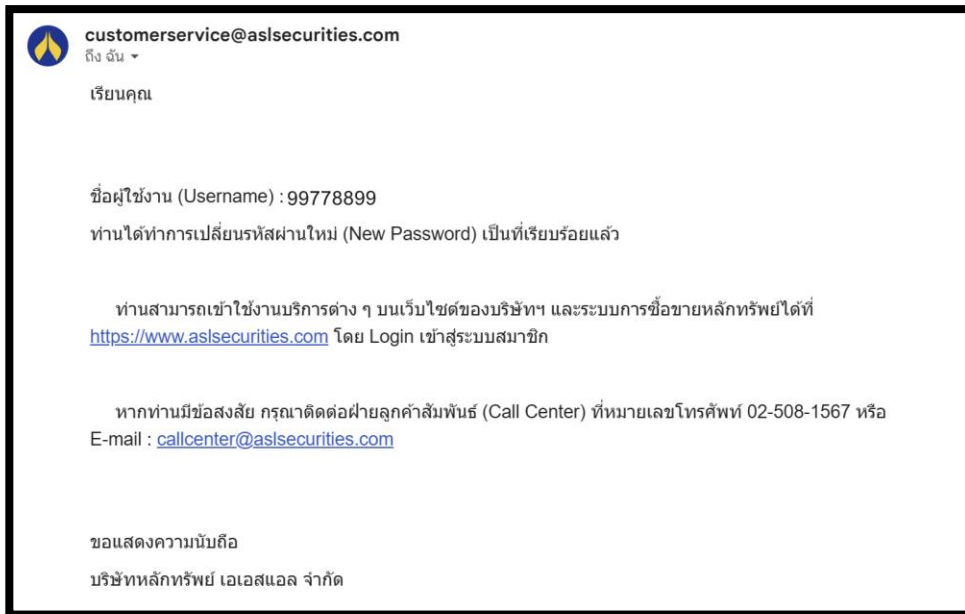 customerservice@aslsecurities.com
ถึง ฉัน
เรียนคุณ
ชื่อผู้ใช้งาน (Username) : 99778899
ท่านได้ทำการเปลี่ยนรหัสผ่านใหม่ (New Password) เป็นที่เรียบร้อยแล้ว
ท่านสามารถเข้าใช้งานบริการต่าง ๆ บนเว็บไซต์ของบริษัทฯ และระบบการซื้อขายหลักทรัพย์ได้ที่
https://www.aslsecurities.com โดย Login เข้าสู่ระบบสมาชิก
หากท่านมีข้อสงสัย กรุณาติดต่อฝ่ายลูกค้าสัมพันธ์ (Call Center) ที่หมายเลขโทรศัพท์ 02-508-1567 หรือ
E-mail : callcenter@aslsecurities.com
ขอแสดงความนับถือ
บริษัทหลักทรัพย์ เอเอสแอล จำกัด